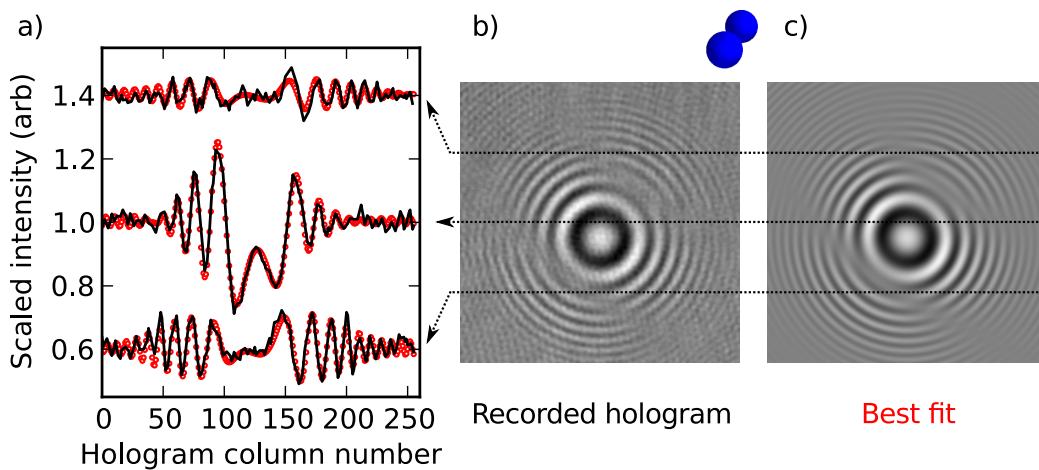 a)
b)
c)
Scaled intensity (arb)
1.4
1.2
1.0
0.8
0.6
0 50 100 150 200 250
Hologram column number
Recorded hologram
Best fit